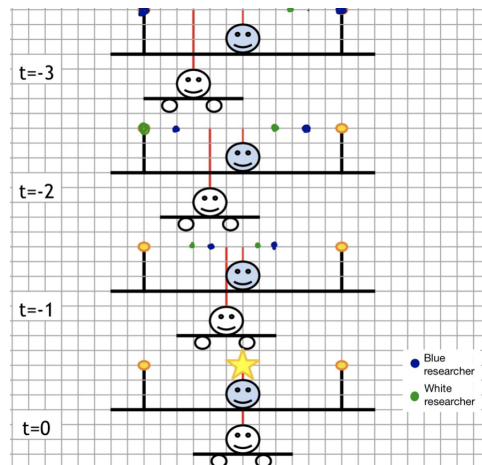 t=-3
t=-2
t=-1
Blue
researcher
White
researcher
t=0